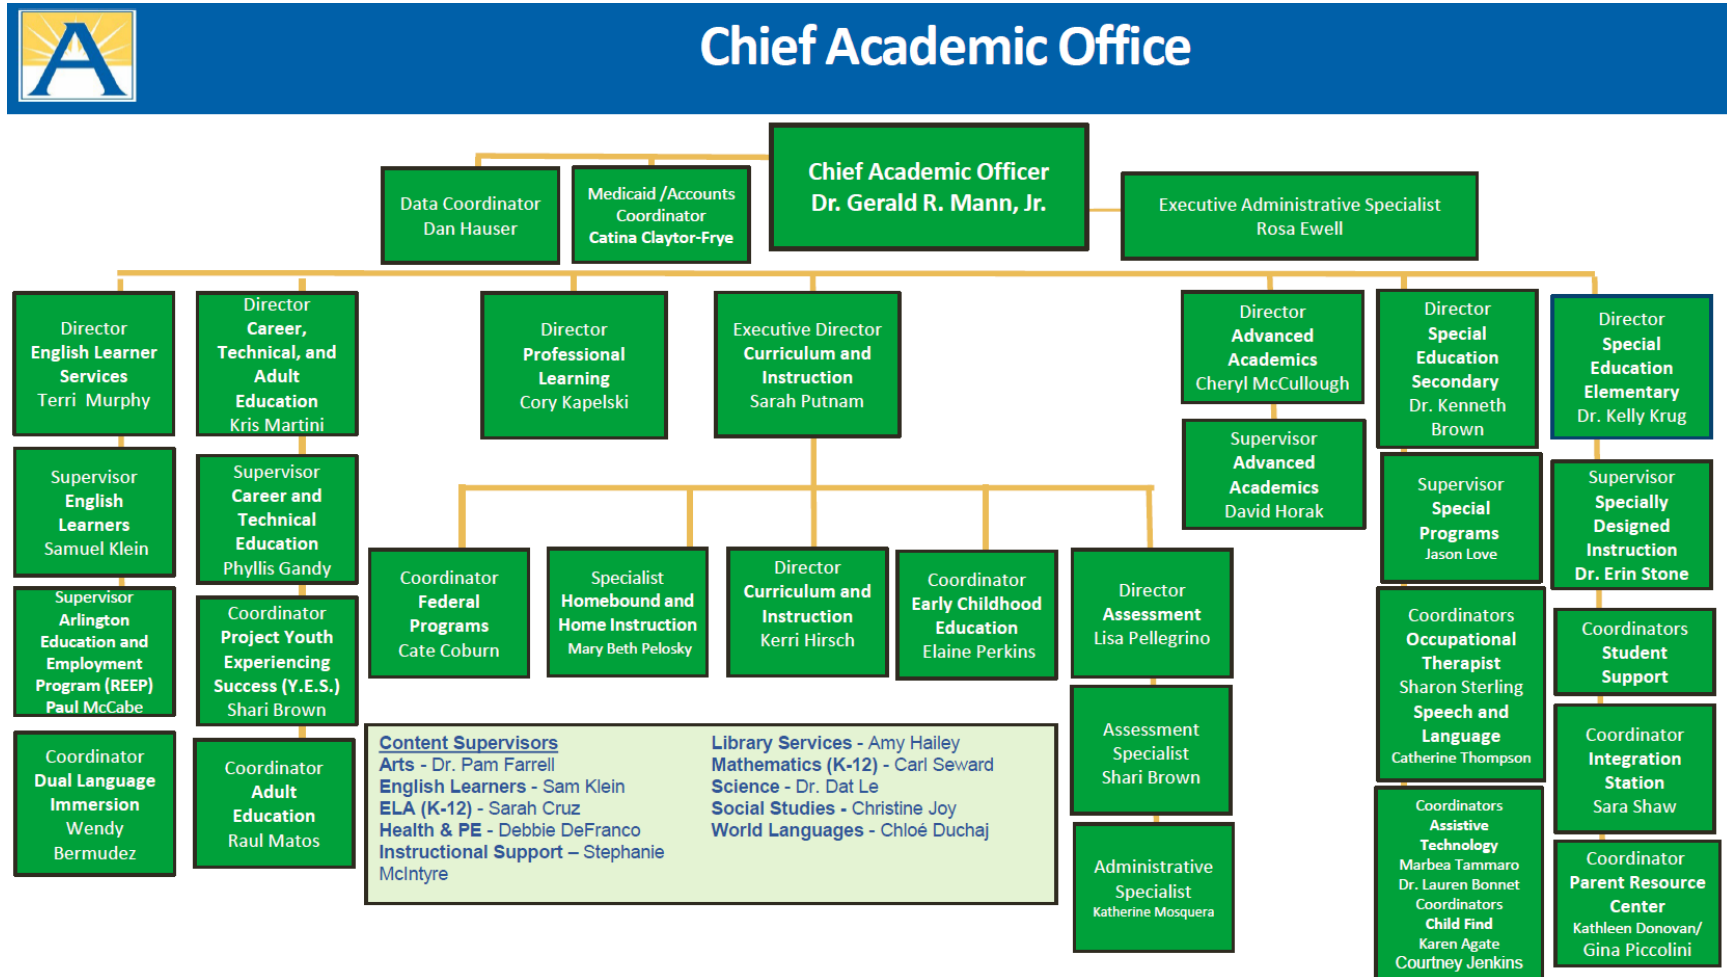 A
Chief Academic Office
Chief Academic Officer
Dr. Gerald R. Mann, Jr.
Data Coordinator
Dan Hauser
Medicaid /Accounts
Coordinator
Catina Claytor-Frye
Executive Administrative Specialist
Rosa Ewell
Director
English Learner
Services
Terri Murphy
Supervisor
English
Learners
Samuel Klein
Supervisor
Arlington
Education and
Employment
Program (REEP)
Paul McCabe
Coordinator
Dual Language
Immersion
Wendy
Bermudez
Director
Career,
Technical, and
Adult
Education
Kris Martini
Supervisor
Career and
Technical
Education
Phyllis Gandy
Coordinator
Project Youth
Experiencing
Success (Y.E.S.)
Shari Brown
Coordinator
Adult
Education
Raul Matos
Director
Professional
Learning
Cory Kapelski
Executive Director
Curriculum and
Instruction
Sarah Putnam
Coordinator
Federal
Programs
Cate Coburn
Specialist
Homebound and
Home Instruction
Mary Beth Pelosky
Director
Curriculum and
Instruction
Kerri Hirsch
Coordinator
Early Childhood
Education
Elaine Perkins
Director
Assessment
Lisa Pellegrino
Assessment
Specialist
Shari Brown
Administrative
Specialist
Katherine Mosquera
Content Supervisors
Arts - Dr. Pam Farrell
English Learners - Sam Klein
ELA (K-12) - Sarah Cruz
Health & PE - Debbie DeFranco
Instructional Support – Stephanie
McIntyre
Library Services - Amy Hailey
Mathematics (K-12) - Carl Seward
Science - Dr. Dat Le
Social Studies - Christine Joy
World Languages - Chloé Duchaj
Director
Advanced
Academics
Cheryl McCullough
Supervisor
Advanced
Academics
David Horak
Director
Special
Education
Secondary
Dr. Kenneth
Brown
Supervisor
Special
Programs
Jason Love
Coordinators
Occupational
Therapist
Sharon Sterling
Speech and
Language
Catherine Thompson
Coordinators
Assistive
Technology
Marbea Tammaro
Dr. Lauren Bonnet
Coordinators
Child Find
Karen Agate
Courtney Jenkins
Director
Special
Education
Elementary
Dr. Kelly Krug
Supervisor
Specially
Designed
Instruction
Dr. Erin Stone
Coordinators
Student
Support
Coordinator
Integration
Station
Sara Shaw
Coordinator
Parent Resource
Center
Kathleen Donovan/
Gina Piccolini